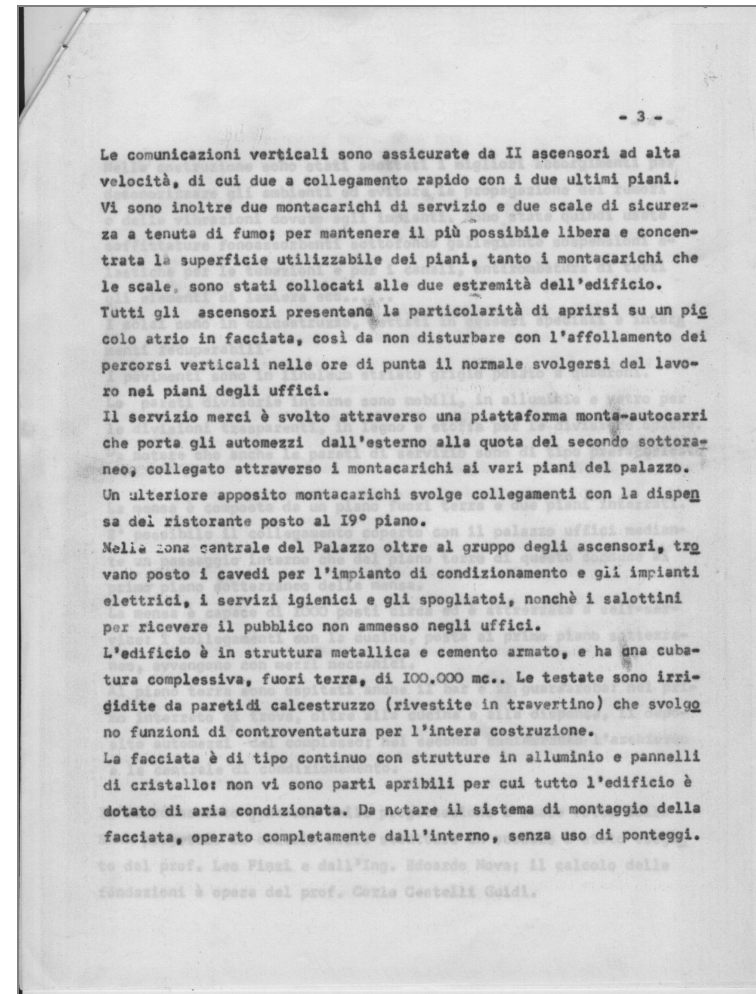 - 3 -
Le comunicazioni verticali sono assicurate da II ascensori ad alta
velocità, di cui due a collegamento rapido con i due ultimi piani.
Vi sono inoltre due montacarichi di servizio e due scale di sicurez-
za a tenuta di fumo; per mantenere il più possibile libera e concen-
trata la superficie utilizzabile dei piani, tanto i montacarichi che
le scale, sono stati collocati alle due estremità dell'edificio.
Tutti gli ascensori presentano la particolarità di aprirsi su un pic
colo atrio in facciata, così da non disturbare con l'affollamento dei
percorsi verticali nelle ore di punta il normale svolgersi del lavo-
ro nei piani degli uffici.
Il servizio merci è svolto attraverso una piattaforma monta-autocarri
che porta gli automezzi dall'esterno alla quota del secondo sottora-
neo, collegato attraverso i montacarichi ai vari piani del palazzo.
Un ulteriore apposito montacarichi svolge collegamenti con la dispen
sa del ristorante posto al I9° piano.
Nella zona centrale del Palazzo oltre al gruppo degli ascensori, tro
vano posto i cavedi per l'impianto di condizionamento e gli impianti
elettrici, i servizi igienici e gli spogliatoi, nonchè i salottini
per ricevere il pubblico non ammesso negli uffici.
L'edificio è in struttura metallica e cemento armato, e ha una cuba-
tura complessiva, fuori terra, di I00.000 mc.. Le testate sono irri-
gidite da paretidi calcestruzzo (rivestite in travertino) che svolgo
no funzioni di controventatura per l'intera costruzione.
La facciata è di tipo continuo con strutture in alluminio e pannelli
di cristallo: non vi sono parti apribili per cui tutto l'edificio è
dotato di aria condizionata. Da notare il sistema di montaggio della
facciata, operato completamente dall'interno, senza uso di ponteggi.